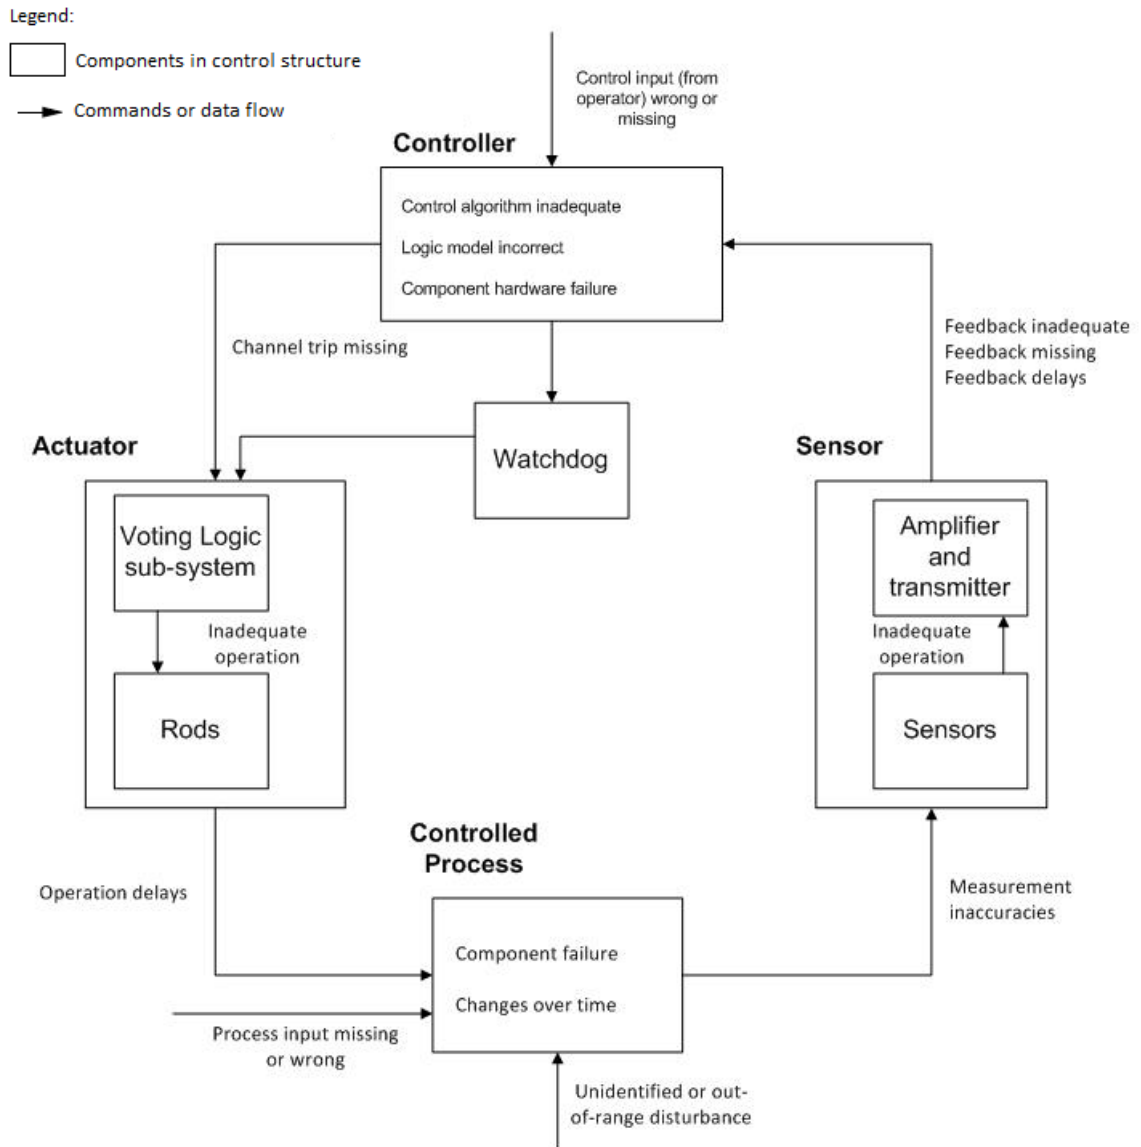 Legend:
Components in control structure
Commands or data flow
Control input (from
operator) wrong or
missing
Controller
Control algorithm inadequate
Logic model incorrect
Component hardware failure
Channel trip missing
Feedback inadequate
Feedback missing
Feedback delays
Actuator
Watchdog
Sensor
Voting Logic
sub-system
Amplifier
and
transmitter
Inadequate
operation
Inadequate
operation
Rods
Sensors
Controlled
Process
Operation delays
Measurement
inaccuracies
Component failure
Changes over time
Process input missing
or wrong
Unidentified or out-
of-range disturbance